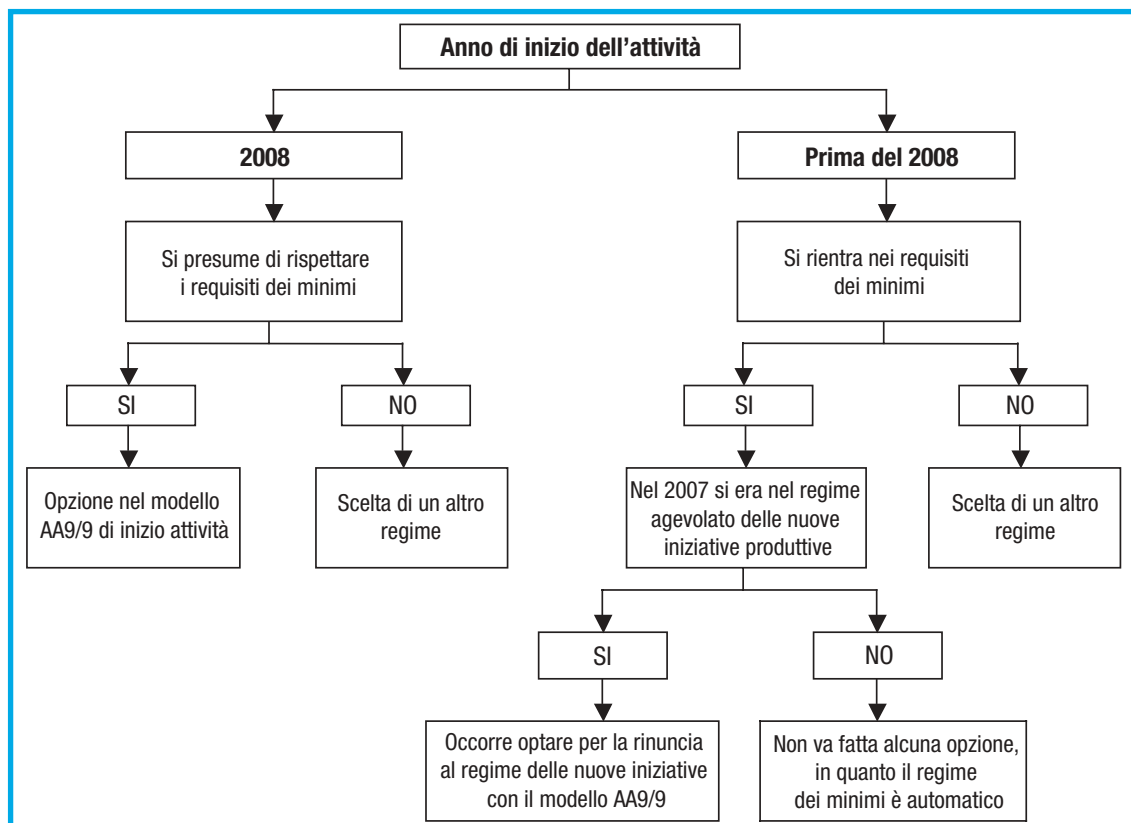 Anno di inizio dell'attività
2008
Prima del 2008
Si presume di rispettare
i requisiti dei minimi
Si rientra nei requisiti
dei minimi
SI
NO
SI
NO
Opzione nel modello
AA9/9 di inizio attività
Scelta di un altro
regime
Nel 2007 si era nel regime
agevolato delle nuove
iniziative produttive
Scelta di un altro
regime
SI
NO
Occorre optare per la rinuncia
al regime delle nuove iniziative
con il modello AA9/9
Non va fatta alcuna opzione,
in quanto il regime
dei minimi è automatico